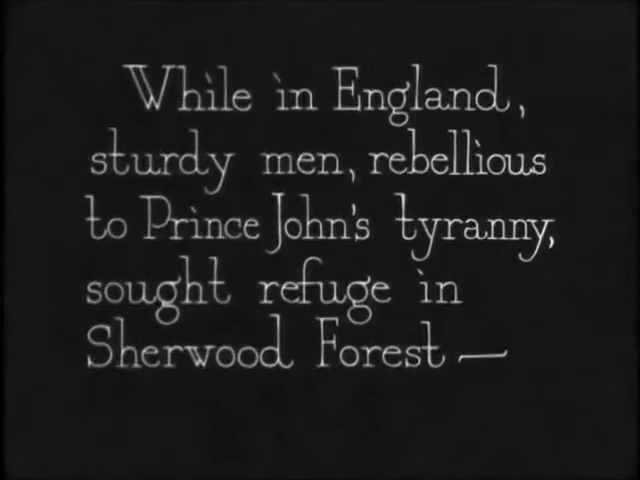 While in England,
sturdy men, rebellious
to Prince John's tyranny,
sought refuge in
Sherwood Forest —